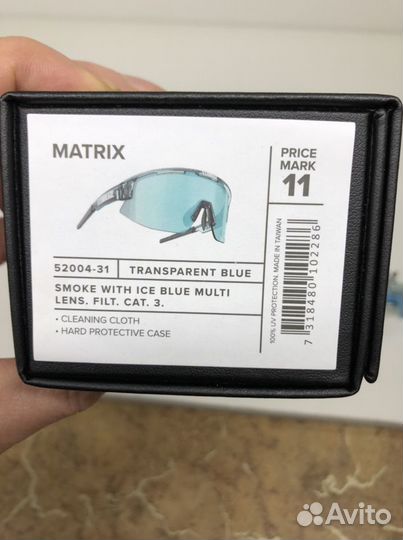 MATRIX
PRICE
MARK
11
52004-31
TRANSPARENT BLUE
SMOKE WITH ICE BLUE MULTI
LENS. FILT. CAT. 3.
• CLEANING CLOTH
• HARD PROTECTIVE CASE
100% UV PROTECTION. MADE IN TAIWAN
7 318480 102286
Avito